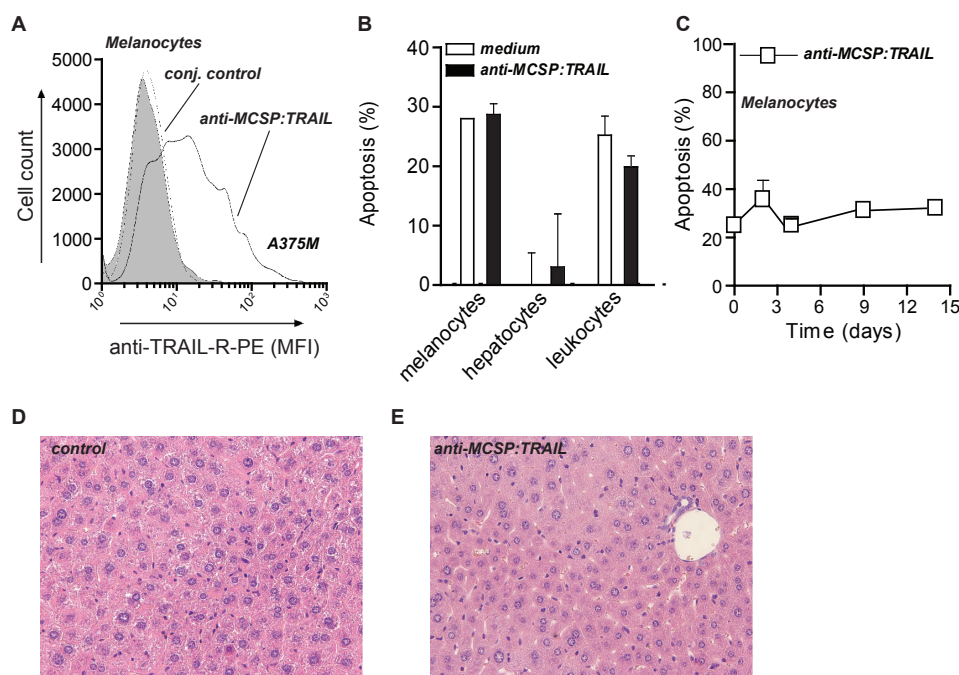 A
Melanocytes
conj. control
anti-MCSP:TRAIL
A375M
Cell count
5000
4000
3000
2000
1000
0
10⁰
10¹
10²
10³
anti-TRAIL-R-PE (MFI)
B
medium
anti-MCSP:TRAIL
Apoptosis (%)
40
30
20
10
0
melanocytes
hepatocytes
leukocytes
C
anti-MCSP:TRAIL
Melanocytes
Apoptosis (%)
100
80
60
40
20
0
0 3 6 9 12 15
Time (days)
D
control
E
anti-MCSP:TRAIL